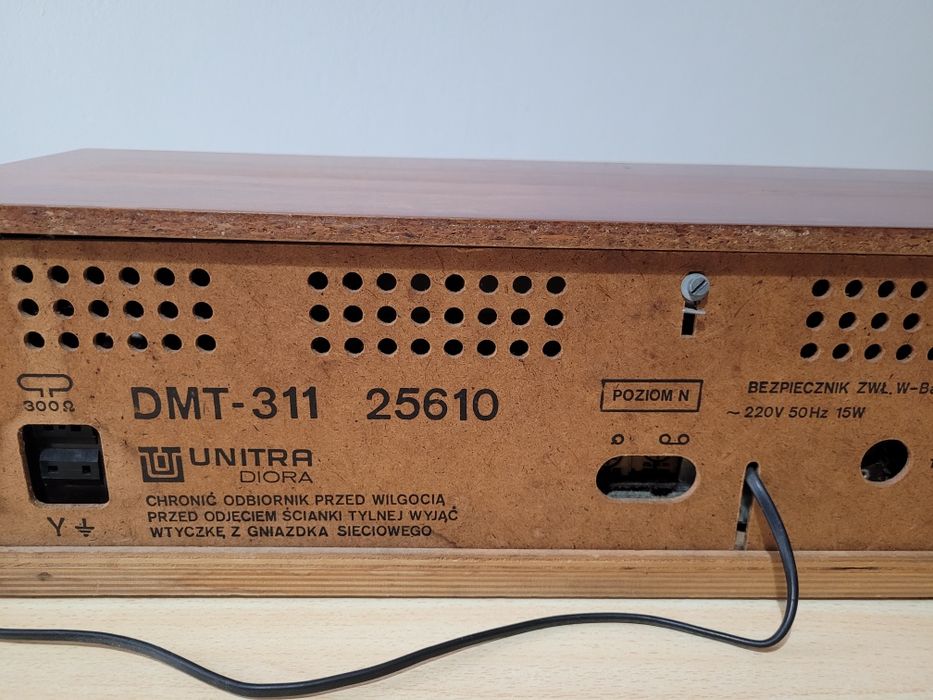 300Ω
DMT-311 25610
UNITRA
DIORA
CHRONIĆ ODBIORNIK PRZED WILGOCIĄ
PRZED ODJĘCIEM ŚCIANKI TYLNEJ WYJĄĆ
WTYCZKĘ Z GNIAZDKA SIECIOWEGO
POZIOM N
BEZPIECZNIK ZWŁ. W-Ba
~ 220V 50Hz 15W